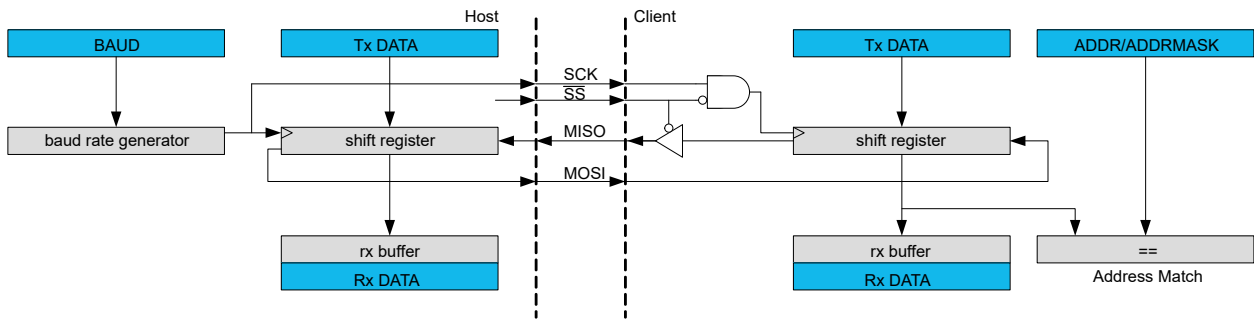 Host
Client
BAUD
Tx DATA
Tx DATA
ADDR/ADDRMASK
SCK
SS
baud rate generator
shift register
MISO
shift register
MOSI
rx buffer
rx buffer
==
Rx DATA
Rx DATA
Address Match